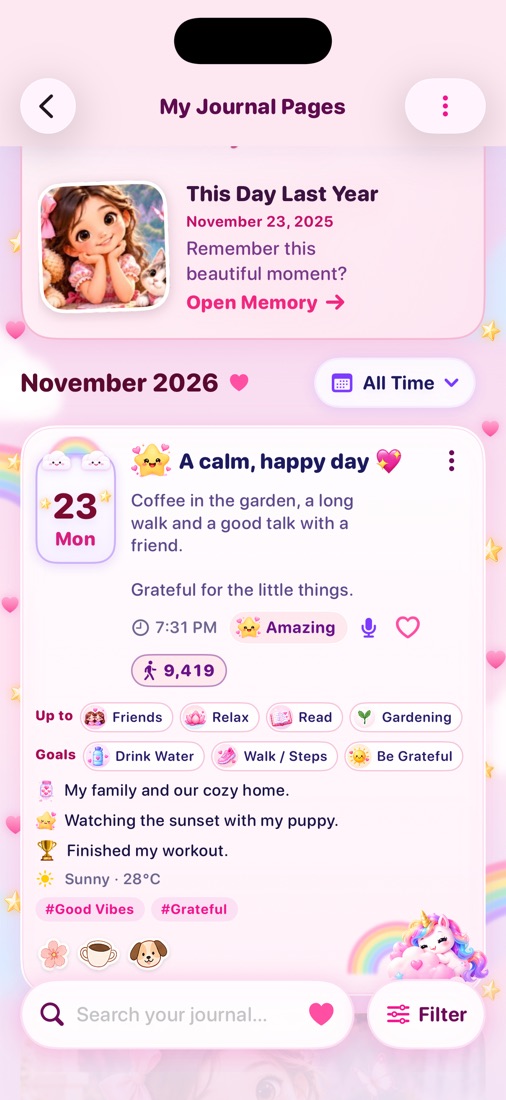 My Journal Pages
This Day Last Year
November 23, 2025
Remember this
beautiful moment?
Open Memory →
November 2026
All Time
23
Mon
A calm, happy day
Coffee in the garden, a long
walk and a good talk with a
friend.
Grateful for the little things.
7:31 PM Amazing
9,419
Up to Friends Relax Read Gardening
Goals Drink Water Walk / Steps Be Grateful
My family and our cozy home.
Watching the sunset with my puppy.
Finished my workout.
Sunny · 28°C
#Good Vibes #Grateful
Search your journal...
Filter